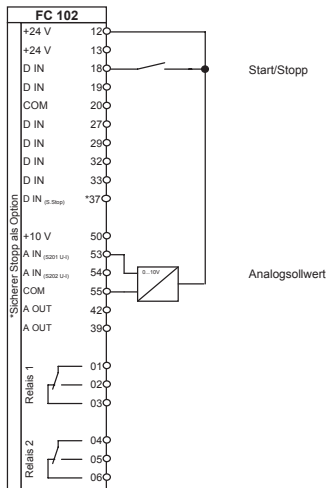 FC 102
+24 V 12
+24 V 13
D IN 18 Start/Stopp
D IN 19
COM 20
D IN 27
D IN 29
D IN 32
D IN 33
D IN (S.Stop) *37
*Sicherer Stopp als Option
+10 V 50
A IN (S201 U-I) 53
0...10V
A IN (S202 U-I) 54 Analogsollwert
COM 55
A OUT 42
A OUT 39
Relais 1
01
02
03
Relais 2
04
05
06